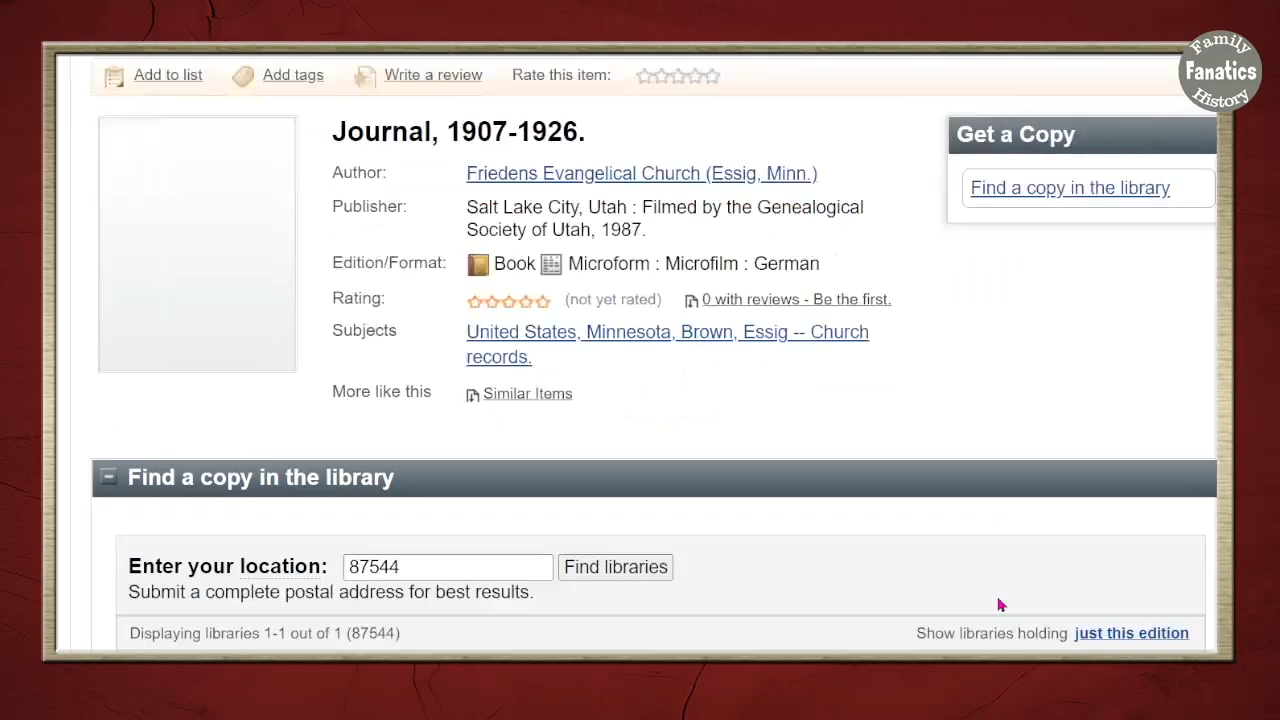 Family
Fanatics
History
Add to list Add tags Write a review Rate this item:
Journal, 1907-1926.
Get a Copy
Find a copy in the library
Author: Friedens Evangelical Church (Essig, Minn.)
Publisher: Salt Lake City, Utah : Filmed by the Genealogical
Society of Utah, 1987.
Edition/Format: Book Microform : Microfilm : German
Rating: (not yet rated) 0 with reviews - Be the first.
Subjects United States, Minnesota, Brown, Essig -- Church
records.
More like this Similar Items
Find a copy in the library
Enter your location: 87544 Find libraries
Submit a complete postal address for best results.
Displaying libraries 1-1 out of 1 (87544) Show libraries holding just this edition